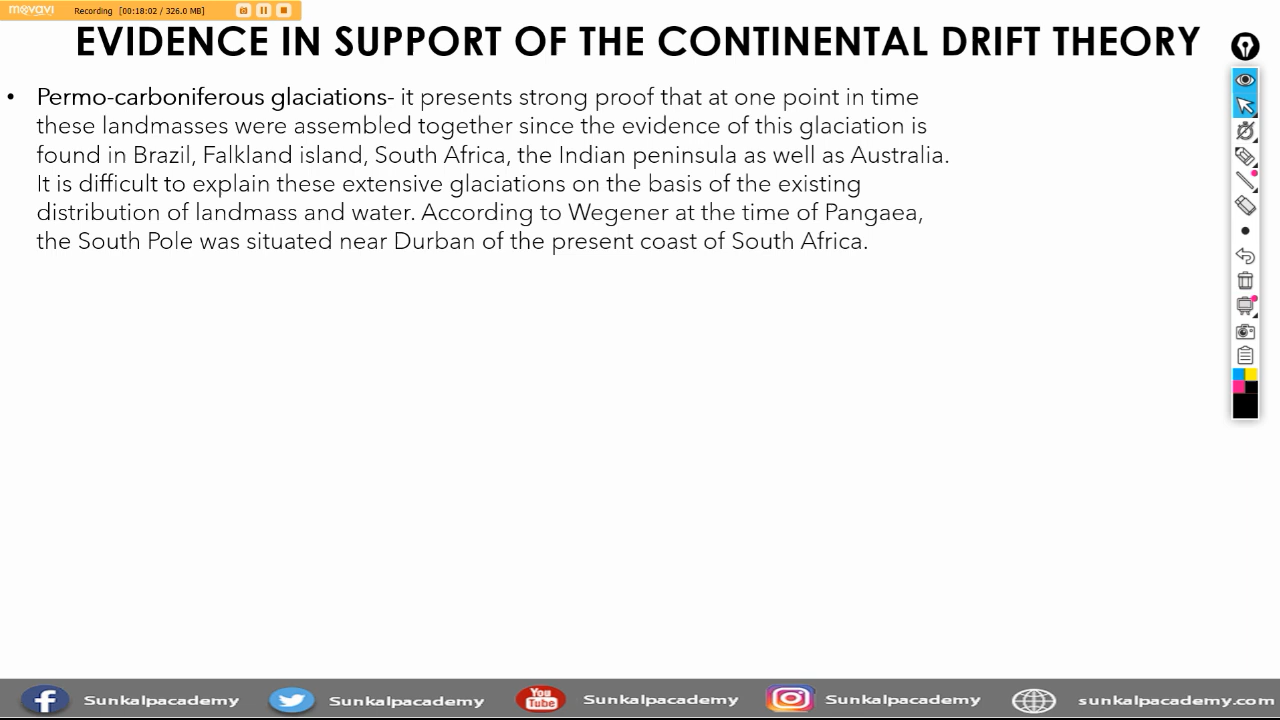 movavi Recording [00:18:02 / 326.0 MB]
EVIDENCE IN SUPPORT OF THE CONTINENTAL DRIFT THEORY
• Permo-carboniferous glaciations- it presents strong proof that at one point in time
these landmasses were assembled together since the evidence of this glaciation is
found in Brazil, Falkland island, South Africa, the Indian peninsula as well as Australia.
It is difficult to explain these extensive glaciations on the basis of the existing
distribution of landmass and water. According to Wegener at the time of Pangaea,
the South Pole was situated near Durban of the present coast of South Africa.
Sunkalpacademy Sunkalpacademy You Tube Sunkalpacademy Sunkalpacademy sunkalpacademy.com